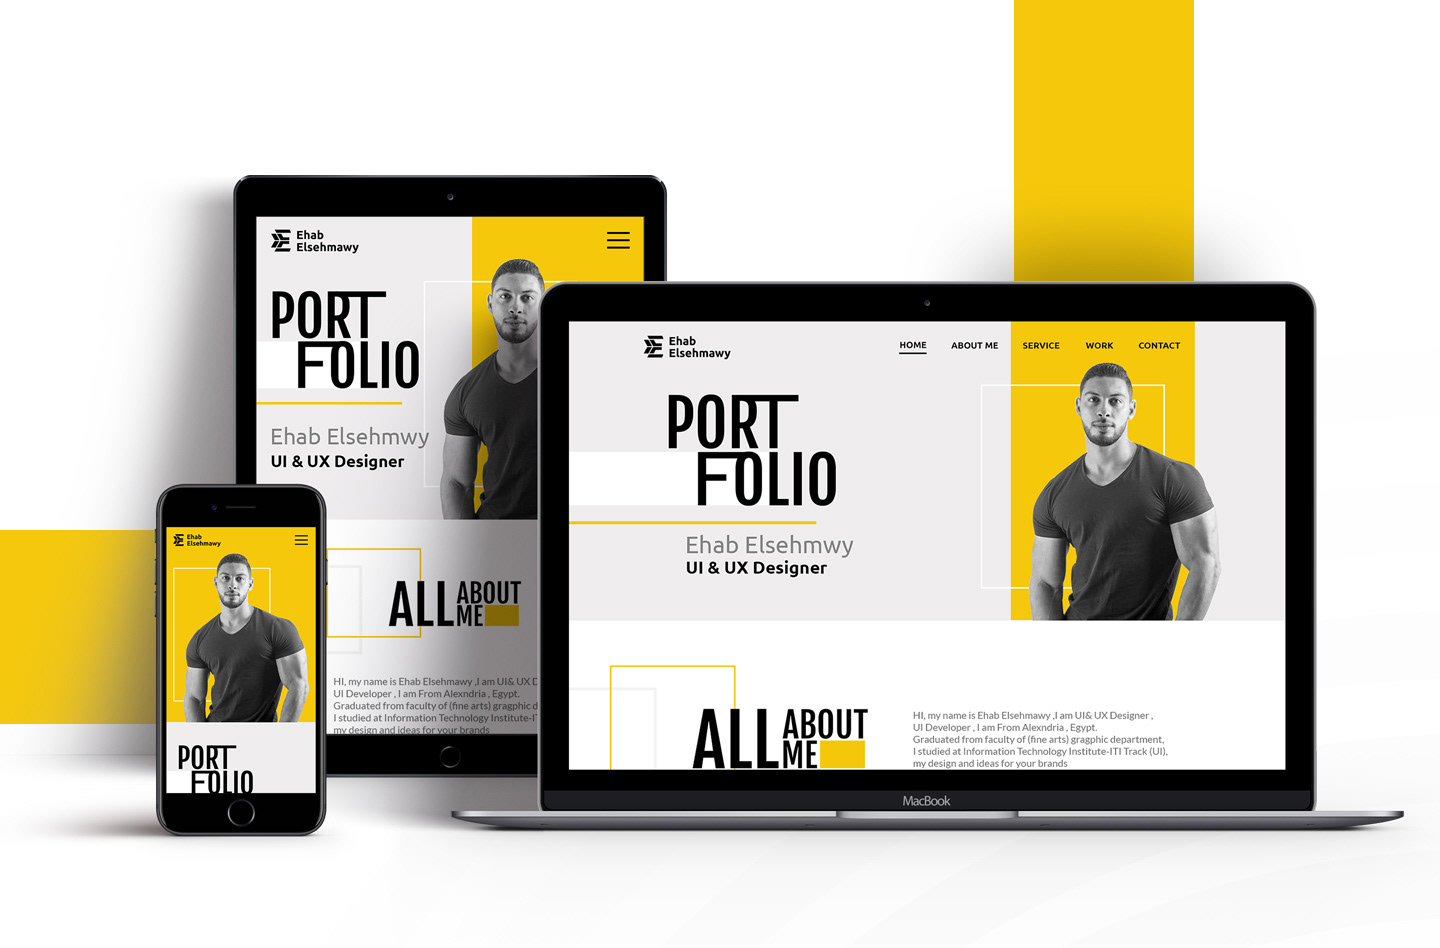 Ehab
Elsehmawy
PORT
FOLIO
Ehab Elsehmwy
UI & UX Designer
ALL ABOUT
ME
HI, my name is Ehab Elsehmawy ,I am UI& UX D
UI Developer , I am From Alexndria , Egypt.
Graduated from faculty of (fine arts) gragphic d
I studied at Information Technology Institute-IT
my design and ideas for your brands
Ehab
Elsehmawy
PORT
FOLIO
Ehab
Elsehmawy
HOME ABOUT ME SERVICE WORK CONTACT
PORT
FOLIO
Ehab Elsehmwy
UI & UX Designer
ALL ABOUT
ME
HI, my name is Ehab Elsehmawy ,I am UI& UX Designer ,
UI Developer , I am From Alexndria , Egypt.
Graduated from faculty of (fine arts) gragphic department,
I studied at Information Technology Institute-ITI Track (UI),
my design and ideas for your brands
MacBook